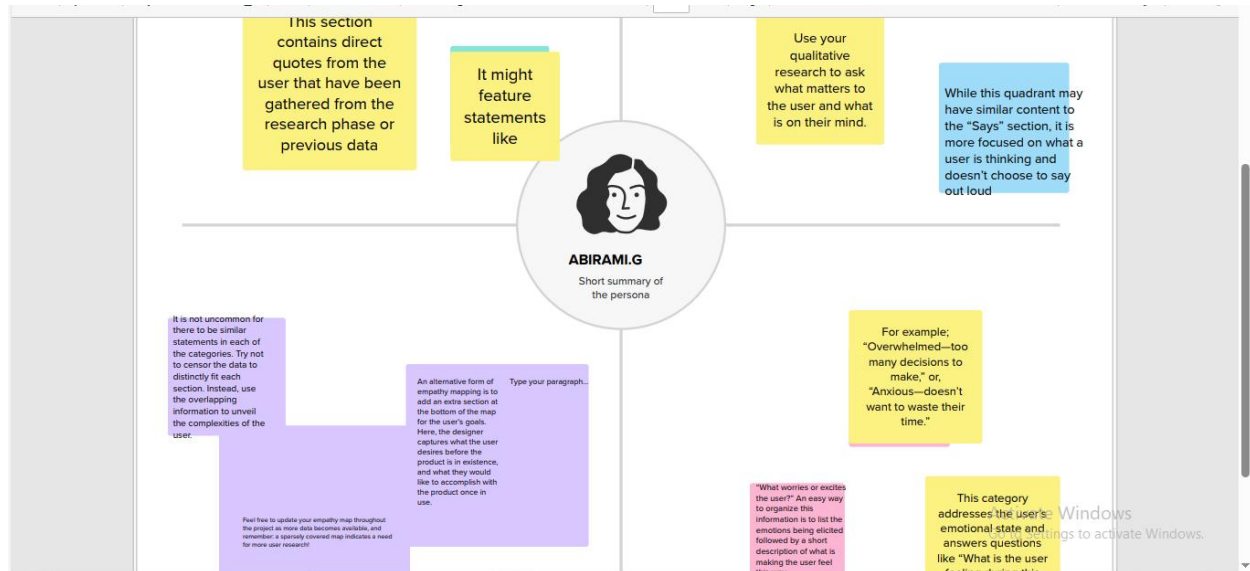 This section
contains direct
quotes from the
user that have been
gathered from the
research phase or
previous data
It might
feature
statements
like
Use your
qualitative
research to ask
what matters to
the user and what
is on their mind.
While this quadrant may
have similar content to
the “Says” section, it is
more focused on what a
user is thinking and
doesn’t choose to say
out loud
ABIRAMI.G
Short summary of
the persona
It is not uncommon for
there to be similar
statements in each of
the categories. Try not
to censor the data to
distinctly fit each
section. Instead, use
the overlapping
information to unveil
the complexities of the
user.
An alternative form of
empathy mapping is to
add an extra section at
the bottom of the map
for the user’s goals.
Here, the designer
captures what the user
desires before the
product is in existence,
and what they would
like to accomplish with
the product once in
use.
Type your paragraph...
Feel free to update your empathy map throughout
the project as more data becomes available, and
remember: a sparsely covered map indicates a need
for more user research!
For example;
“Overwhelmed—too
many decisions to
make,” or,
“Anxious—doesn’t
want to waste their
time.”
“What worries or excites
the user?” An easy way
to organize this
information is to list the
emotions being elicited
followed by a short
description of what is
making the user feel
This category
addresses the user’s
emotional state and
answers questions
like “What is the user
feeling during this
Activate Windows
Go to Settings to activate Windows.